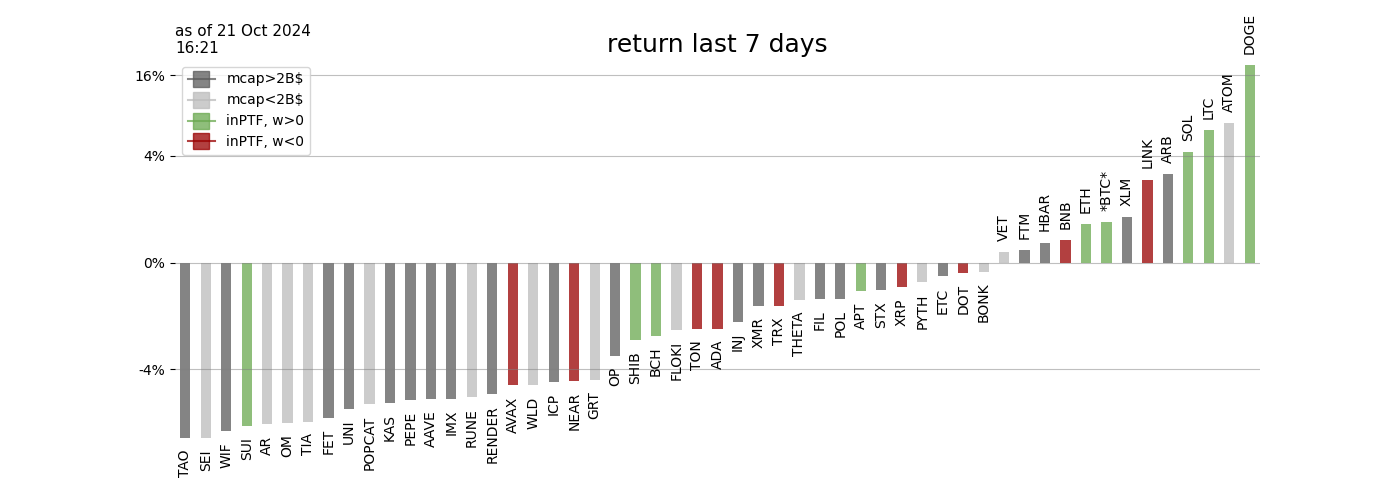 as of 21 Oct 2024
16:21
return last 7 days
mcap>2B$
mcap<2B$
inPTF, w>0
inPTF, w<0
16%
4%
0%
-4%
TAO
SEI
WIF
SUI
AR
OM
TIA
FET
UNI
POPCAT
KAS
PEPE
AAVE
IMX
RUNE
RENDER
AVAX
WLD
ICP
NEAR
GRT
OP
SHIB
BCH
FLOKI
TON
ADA
INJ
XMR
TRX
THETA
FIL
POL
APT
STX
XRP
PYTH
ETC
DOT
BONK
VET
FTM
HBAR
BNB
ETH
*BTC*
XLM
LINK
ARB
SOL
LTC
ATOM
DOGE